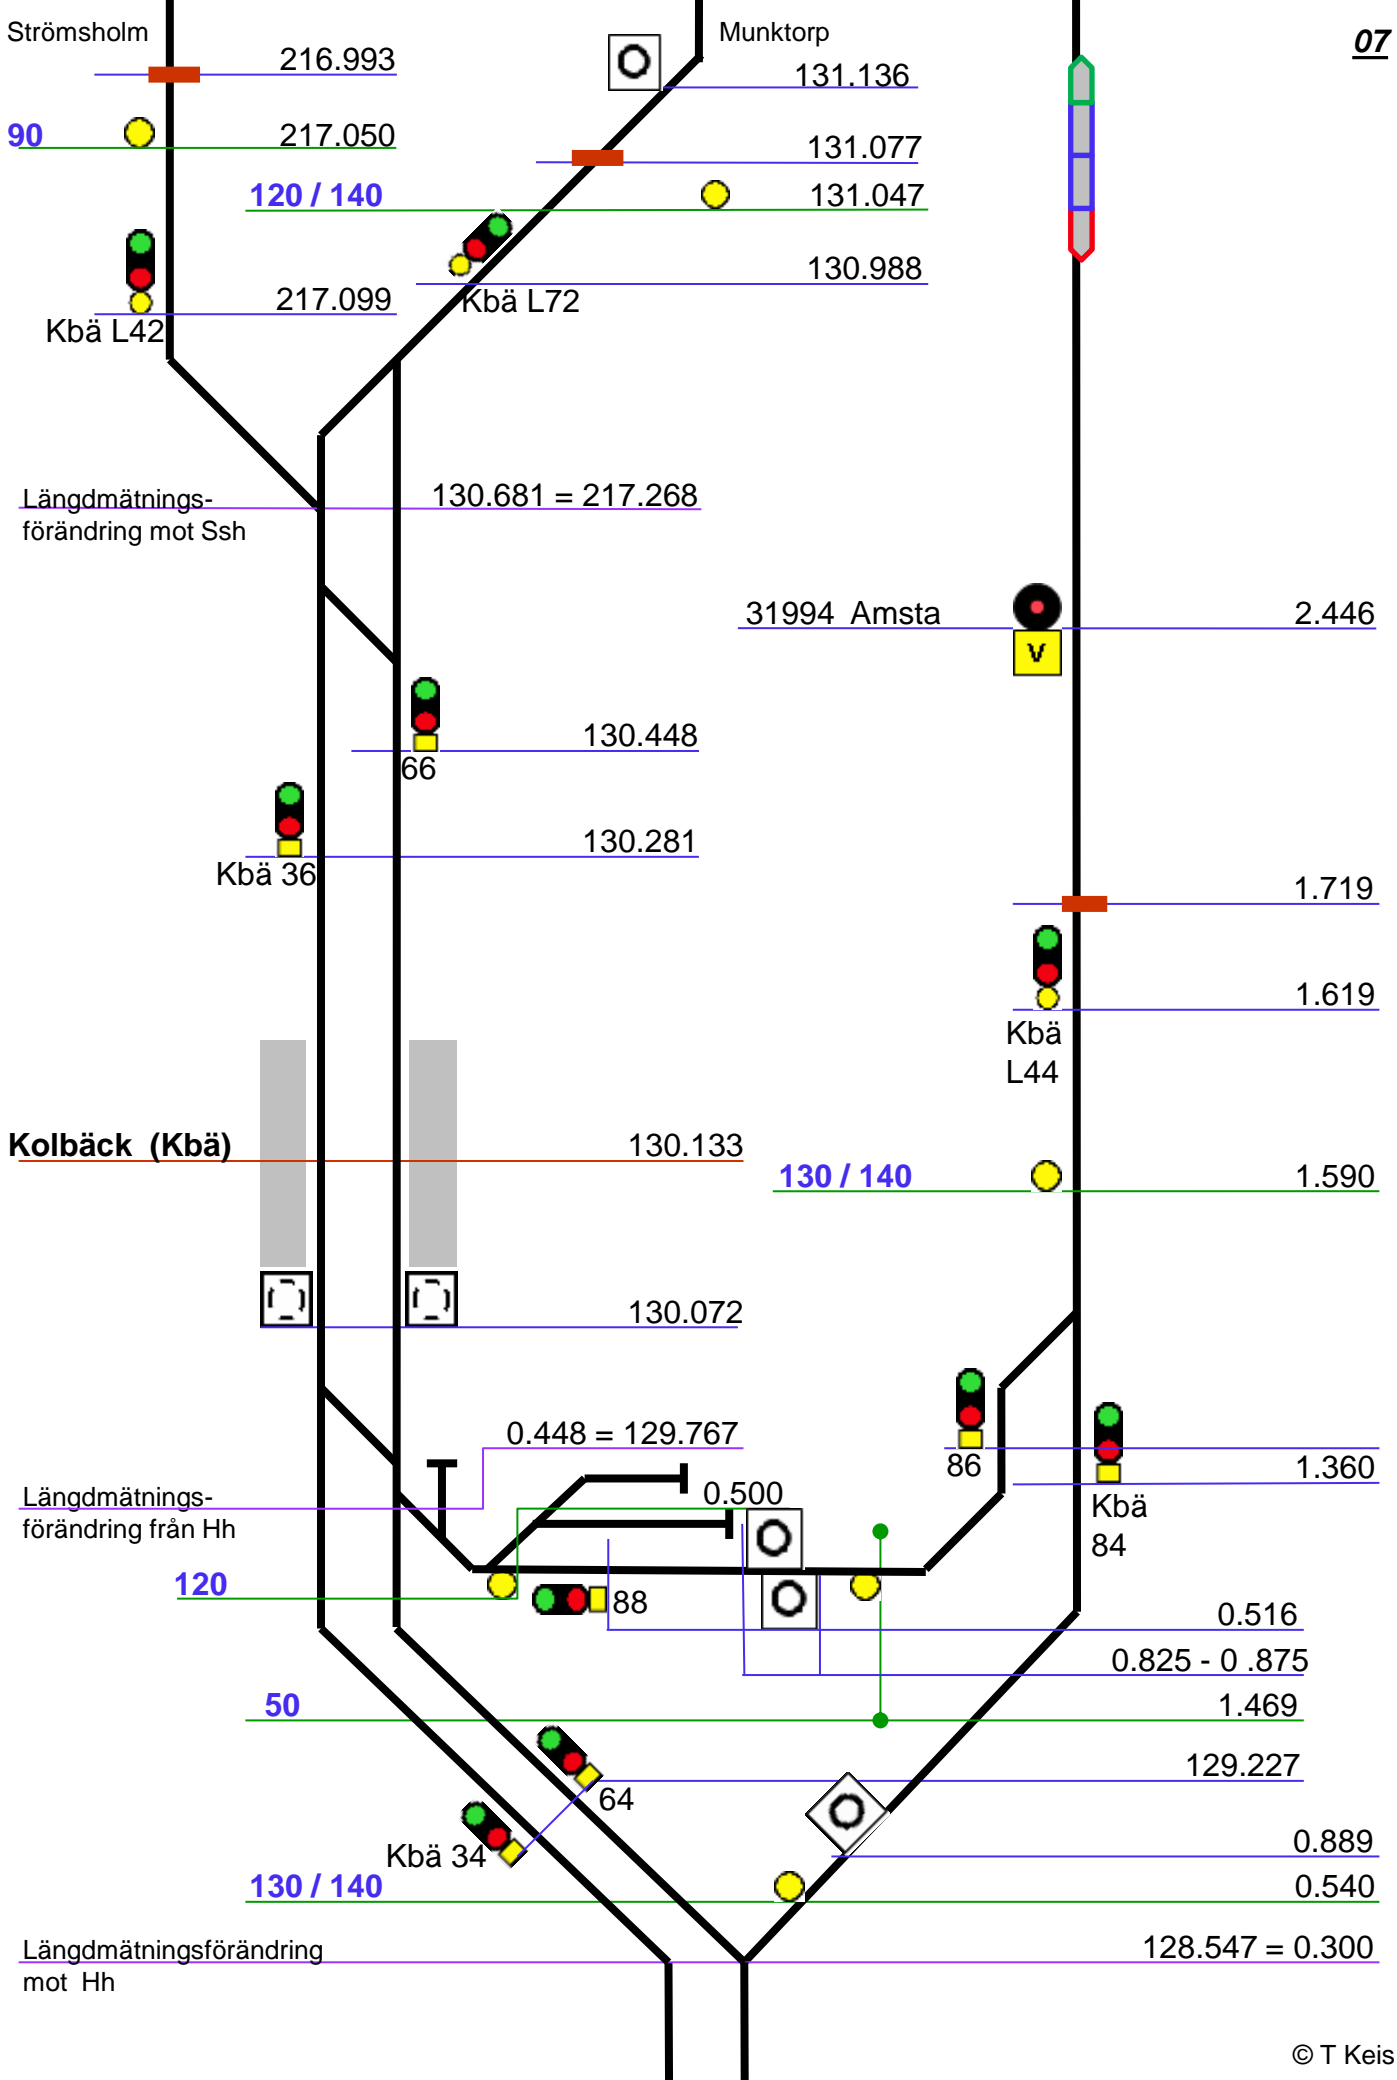 Strömsholm
Munktorp
07
216.993
131.136
90
217.050
131.077
120 / 140
131.047
130.988
217.099
Kbä L72
Kbä L42
Längdmätnings-
förändring mot Ssh
130.681 = 217.268
31994 Amsta
2.446
V
130.448
66
130.281
Kbä 36
1.719
1.619
Kbä
L44
Kolbäck (Kbä)
130.133
130 / 140
1.590
130.072
0.448 = 129.767
86
1.360
Längdmätnings-
förändring från Hh
0.500
Kbä
84
120
88
0.516
0.825 - 0 .875
50
1.469
129.227
64
Kbä 34
0.889
130 / 140
0.540
Längdmätningsförändring
mot Hh
128.547 = 0.300
© T Keis